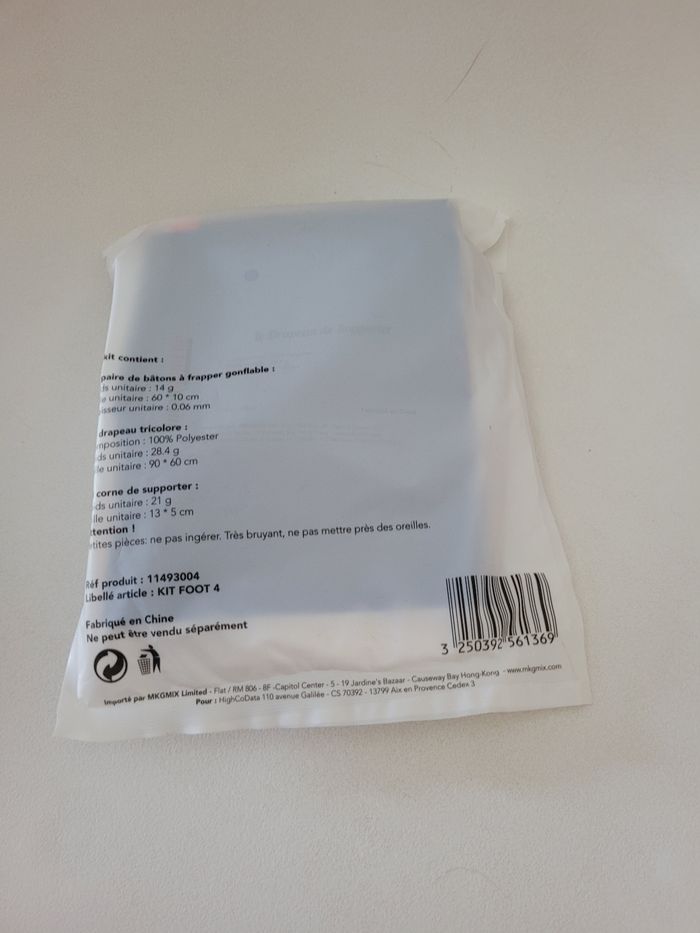 kit contient :
paire de bâtons à frapper gonflable :
ds unitaire : 14 g
e unitaire : 60 * 10 cm
isseur unitaire : 0.06 mm
drapeau tricolore :
mposition : 100% Polyester
ds unitaire : 28.4 g
le unitaire : 90 * 60 cm
corne de supporter :
ds unitaire : 21 g
lle unitaire : 13 * 5 cm
ttention !
tites pièces: ne pas ingérer. Très bruyant, ne pas mettre près des oreilles.
Réf produit : 11493004
Libellé article : KIT FOOT 4
Fabriqué en Chine
Ne peut être vendu séparément
3 250392 561369
Importé par MKGMIX Limited - Flat / RM 806 - 8F -Capitol Center - 5 - 19 Jardine's Bazaar - Causeway Bay Hong-Kong - www.mkgmix.com
Pour : HighCoData 110 avenue Galilée - CS 70392 - 13799 Aix en Provence Cedex 3